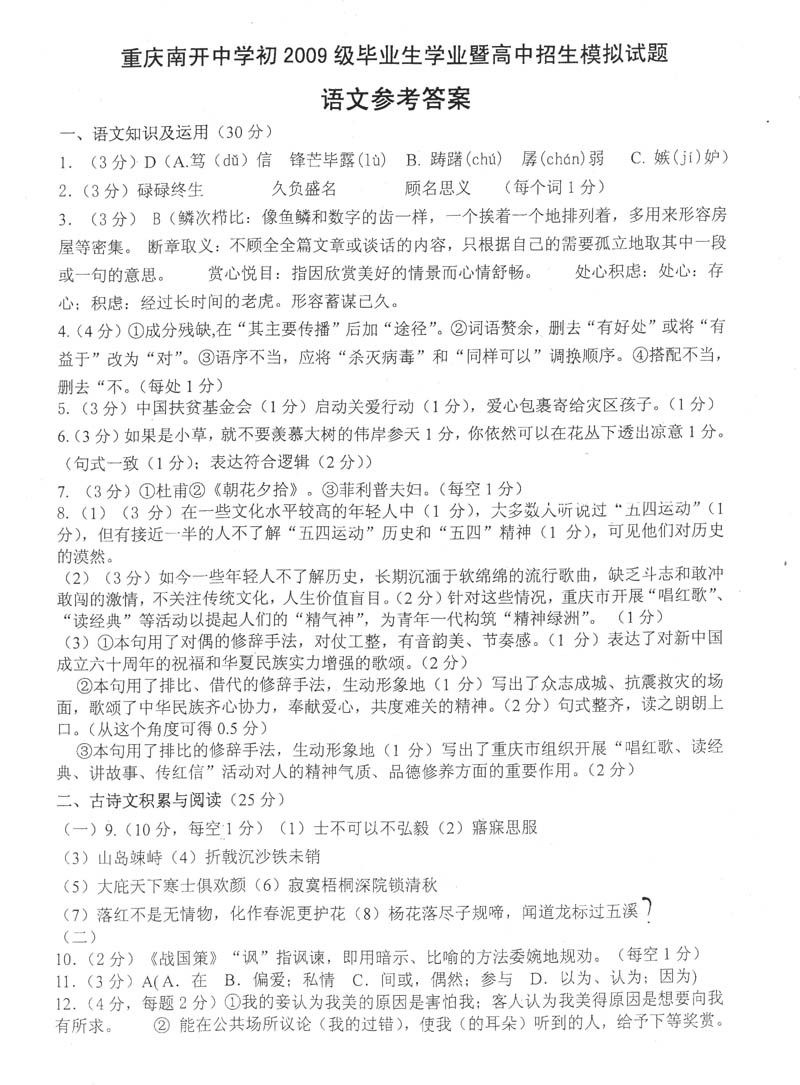 重庆南开中学初 2009 级毕业生学业暨高中招生模拟试题
语文参考答案
一、语文知识及运用（30 分）
1．（3 分）D（A.笃（dǔ）信　锋芒毕露(lù)　B. 踌躇(chú)　孱(chán)弱　C. 嫉(jí)妒）
2．（3 分）碌碌终生　久负盛名　顾名思义　（每个词 1 分）
3．（3 分） B（鳞次栉比：像鱼鳞和数字的齿一样，一个挨着一个地排列着，多用来形容房
屋等密集。 断章取义：不顾全全篇文章或谈话的内容，只根据自己的需要孤立地取其中一段
或一句的意思。　赏心悦目：指因欣赏美好的情景而心情舒畅。　处心积虑：处心：存
心；积虑：经过长时间的老虎。形容蓄谋已久。
4.（4 分）①成分残缺,在“其主要传播”后加“途径”。②词语赘余，删去“有好处”或将“有
益于”改为“对”。③语序不当，应将“杀灭病毒”和“同样可以”调换顺序。④搭配不当，
删去“不。（每处 1 分）
5.（3 分）中国扶贫基金会（1 分）启动关爱行动（1 分），爱心包裹寄给灾区孩子。（1 分）
6.（3 分）如果是小草，就不要羡慕大树的伟岸参天 1 分，你依然可以在花丛下透出凉意 1 分。
（句式一致（1 分）；表达符合逻辑（2 分））
7．（3 分）①杜甫②《朝花夕拾》。③菲利普夫妇。（每空 1 分）
8.（1）（3 分）在一些文化水平较高的年轻人中（1 分），大多数人听说过“五四运动”（1
分），但有接近一半的人不了解“五四运动”历史和“五四”精神（1 分），可见他们对历史
的漠然。
（2）（3 分）如今一些年轻人不了解历史，长期沉湎于软绵绵的流行歌曲，缺乏斗志和敢冲
敢闯的激情，不关注传统文化，人生价值盲目。（2 分）针对这些情况，重庆市开展“唱红歌”、
“读经典”等活动以提起人们的“精气神”，为青年一代构筑“精神绿洲”。（1 分）
（3）①本句用了对偶的修辞手法，对仗工整，有音韵美、节奏感。（1 分）表达了对新中国
成立六十周年的祝福和华夏民族实力增强的歌颂。（2 分）
②本句用了排比、借代的修辞手法，生动形象地（1 分）写出了众志成城、抗震救灾的场
面，歌颂了中华民族齐心协力，奉献爱心，共度难关的精神。（2 分）句式整齐，读之朗朗上
口。（从这个角度可得 0.5 分）
③本句用了排比的修辞手法，生动形象地（1 分）写出了重庆市组织开展“唱红歌、读经
典、讲故事、传红信”活动对人的精神气质、品德修养方面的重要作用。（2 分）
二、古诗文积累与阅读（25 分）
（一）9.（10 分，每空 1 分）（1）士不可以不弘毅（2）寤寐思服
（3）山岛竦峙（4）折戟沉沙铁未销
（5）大庇天下寒士俱欢颜（6）寂寞梧桐深院锁清秋
（7）落红不是无情物，化作春泥更护花（8）杨花落尽子规啼，闻道龙标过五溪?
（二）
10.（2 分）《战国策》“讽”指讽谏，即用暗示、比喻的方法委婉地规劝。（每空 1 分）
11.（3 分）A( A．在　B．偏爱；私情　C．间或，偶然；参与　D．以为、认为；因为)
12.（4 分，每题 2 分）①我的妾认为我美的原因是害怕我；客人认为我美得原因是想要向我
有所求。　② 能在公共场所议论（我的过错），使我（的耳朵）听到的人，给予下等奖赏。